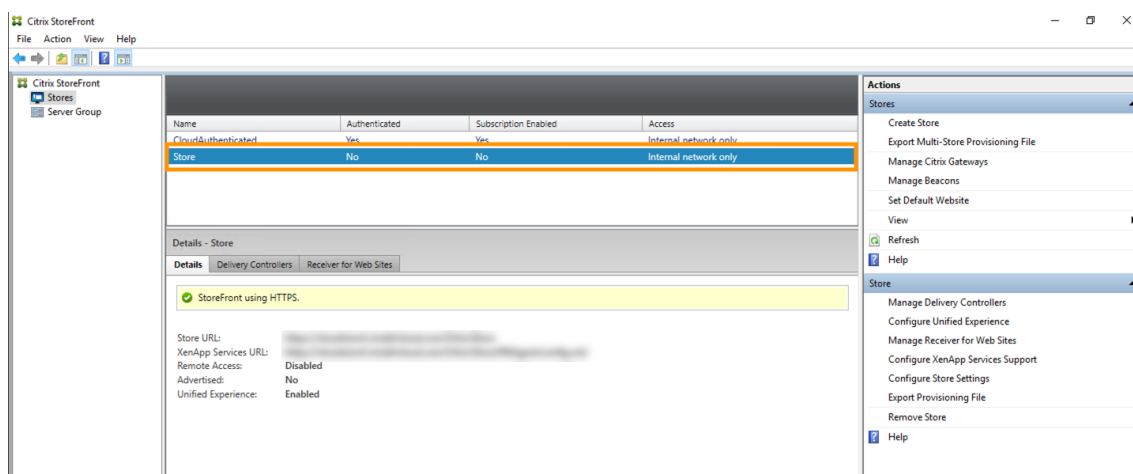 Citrix StoreFront
File Action View Help
Citrix StoreFront
Stores
Server Group
Name Authenticated Subscription Enabled Access
CloudAuthenticated Yes Yes Internal network only
Store No No Internal network only
Details - Store
Details Delivery Controllers Receiver for Web Sites
StoreFront using HTTPS.
Store URL:
XenApp Services URL:
Remote Access: Disabled
Advertised: No
Unified Experience: Enabled
Actions
Stores
Create Store
Export Multi-Store Provisioning File
Manage Citrix Gateways
Manage Beacons
Set Default Website
View
Refresh
Help
Store
Manage Delivery Controllers
Configure Unified Experience
Manage Receiver for Web Sites
Configure XenApp Services Support
Configure Store Settings
Export Provisioning File
Remove Store
Help